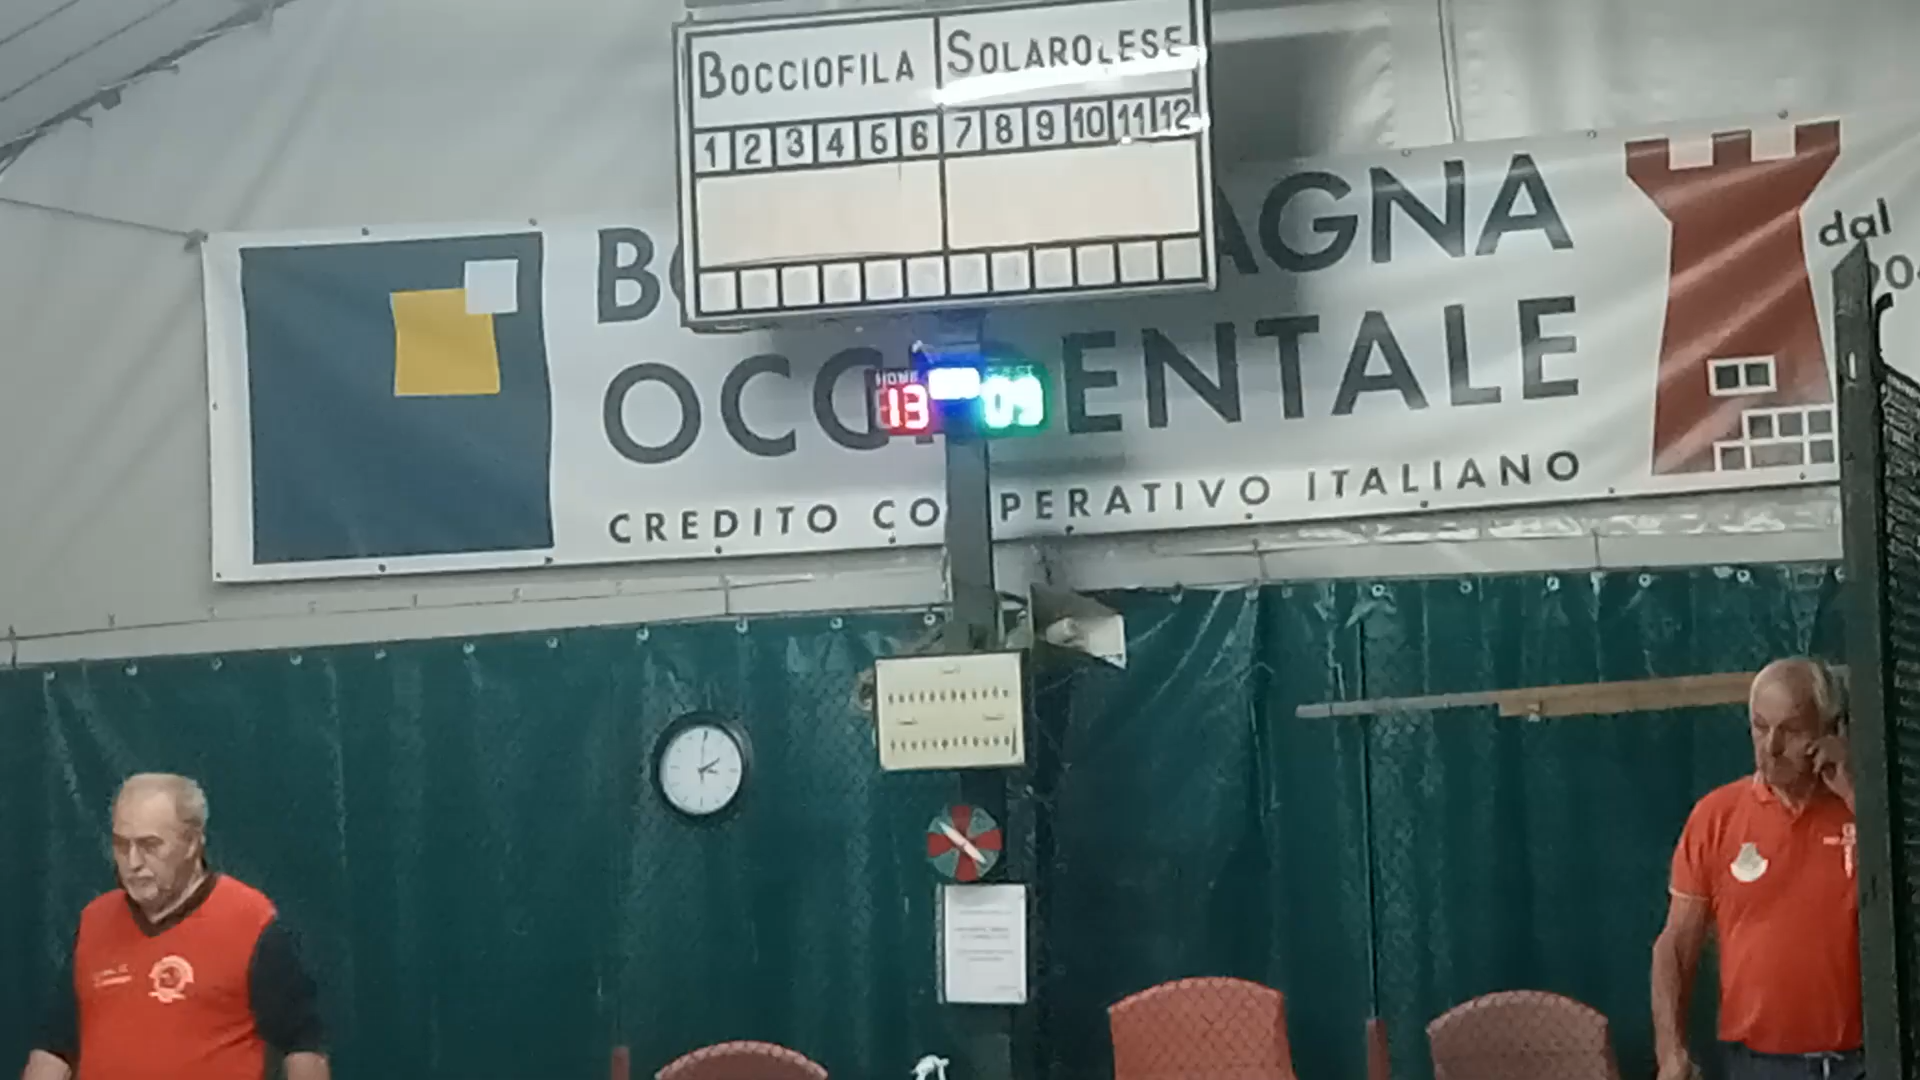 BOCCIOFILA SOLAROLESE
1 2 3 4 5 6 7 8 9 10 11 12
AGNA
dal
OCC ENTALE
HOME
13 09
CREDITO CO PERATIVO ITALIANO